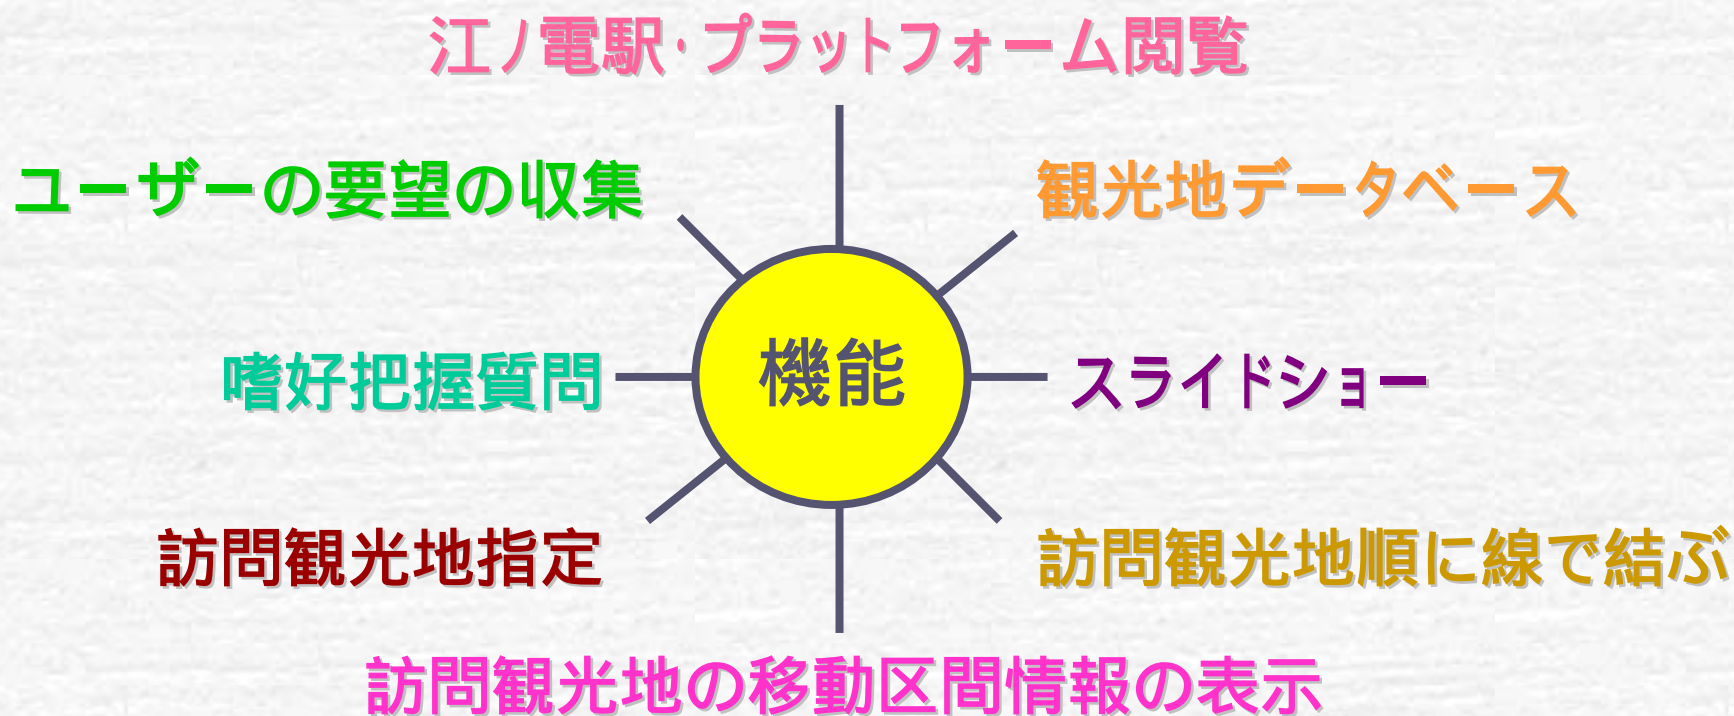 江ノ電駅・プラットフォーム閲覧
ユーザーの要望の収集
観光地データベース
嗜好把握質問
機能
スライドショー
訪問観光地指定
訪問観光地順に線で結ぶ
訪問観光地の移動区間情報の表示